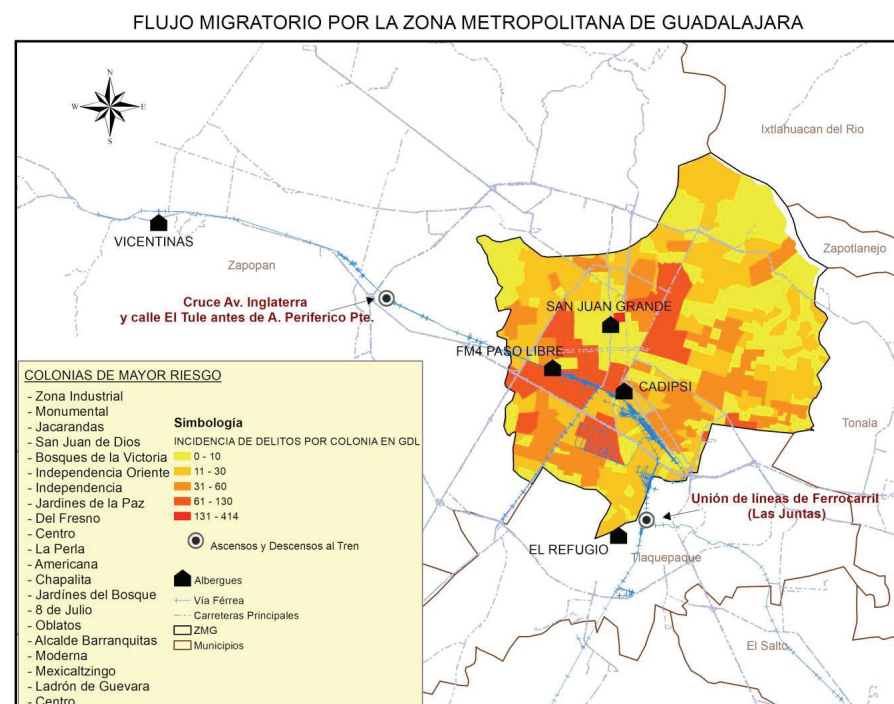 FLUJO MIGRATORIO POR LA ZONA METROPOLITANA DE GUADALAJARA
N
W
E
S
Ixtlahuacan del Rio
VICENTINAS
Zapopan
Zapotlanejo
Cruce Av. Inglaterra
y calle El Tule antes de A. Periferico Pte.
SAN JUAN GRANDE
FM4 PASO LIBRE
CADIPSI
Tonala
Unión de líneas de Ferrocarril
(Las Juntas)
EL REFUGIO
Tlaquepaque
El Salto
COLONIAS DE MAYOR RIESGO
- Zona Industrial
- Monumental
- Jacarandas
- San Juan de Dios
- Bosques de la Victoria
- Independencia Oriente
- Independencia
- Jardines de la Paz
- Del Fresno
- Centro
- La Perla
- Americana
- Chapalita
- Jardínes del Bosque
- 8 de Julio
- Oblatos
- Alcalde Barranquitas
- Moderna
- Mexicaltzingo
- Ladrón de Guevara
- Centro
Simbología
INCIDENCIA DE DELITOS POR COLONIA EN GDL
0 - 10
11 - 30
31 - 60
61 - 130
131 - 414
Ascensos y Descensos al Tren
Albergues
Vía Férrea
Carreteras Principales
ZMG
Municipios